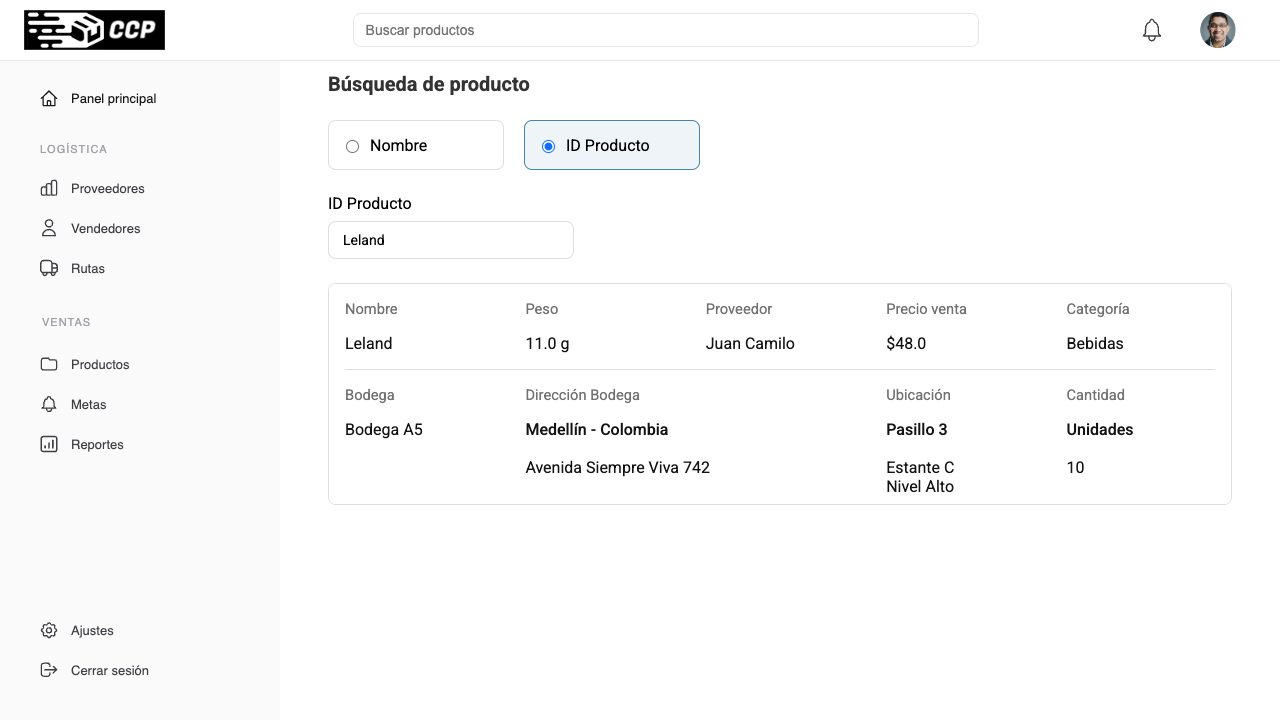 CCP
Buscar productos
Panel principal
LOGÍSTICA
Proveedores
Vendedores
Rutas
VENTAS
Productos
Metas
Reportes
Ajustes
Cerrar sesión
Búsqueda de producto
Nombre
ID Producto
ID Producto
Leland
Nombre Peso Proveedor Precio venta Categoría
Leland 11.0 g Juan Camilo $48.0 Bebidas
Bodega Dirección Bodega Ubicación Cantidad
Bodega A5 Medellín - Colombia Pasillo 3 Unidades
Avenida Siempre Viva 742 Estante C 10
Nivel Alto